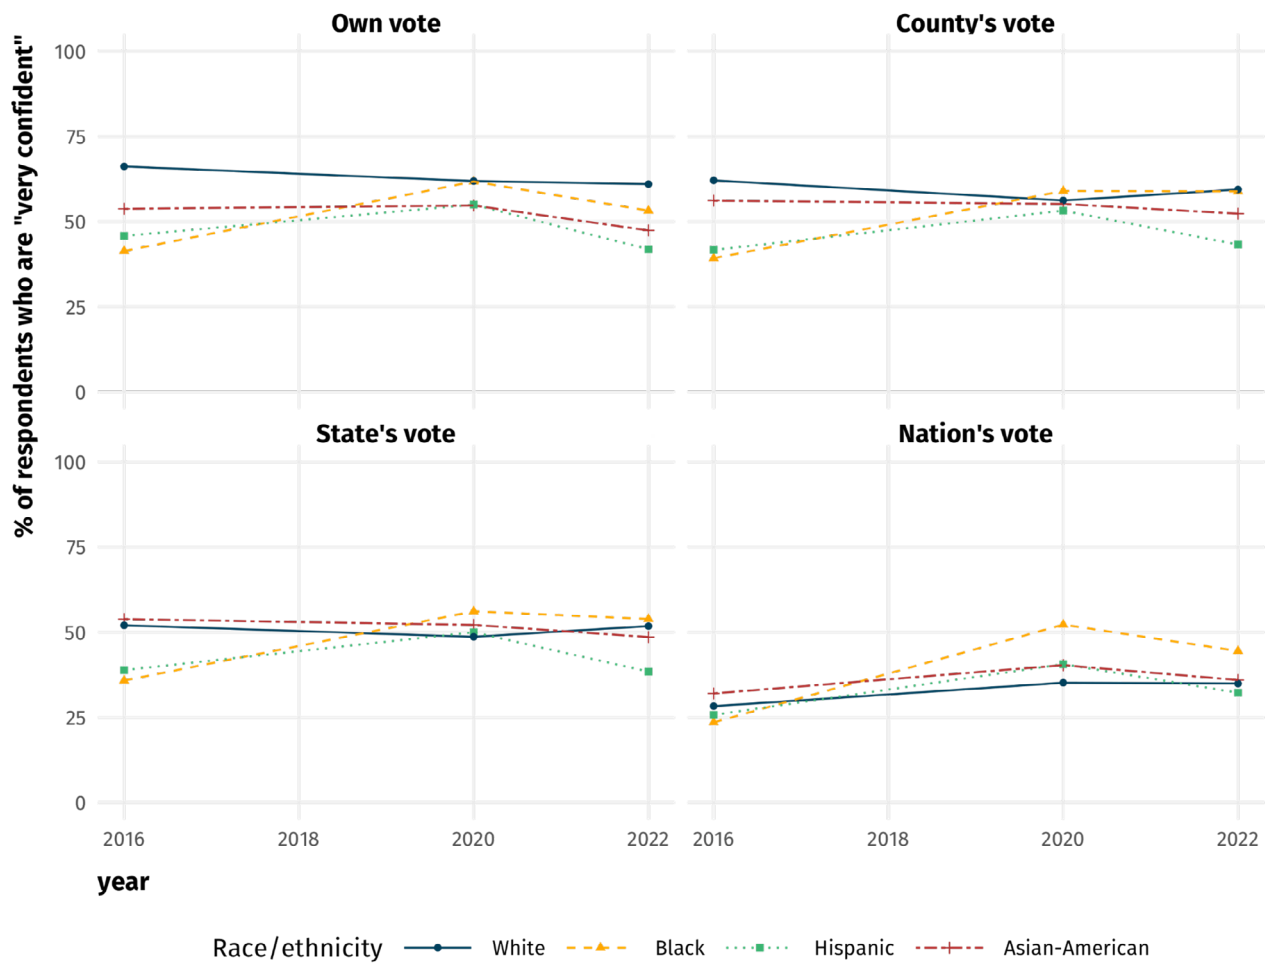 Own vote
County's vote
% of respondents who are "very confident"
100
75
50
25
0
State's vote
Nation's vote
100
75
50
25
0
2016 2018 2020 2022 2016 2018 2020 2022
year
Race/ethnicity White Black Hispanic Asian-American